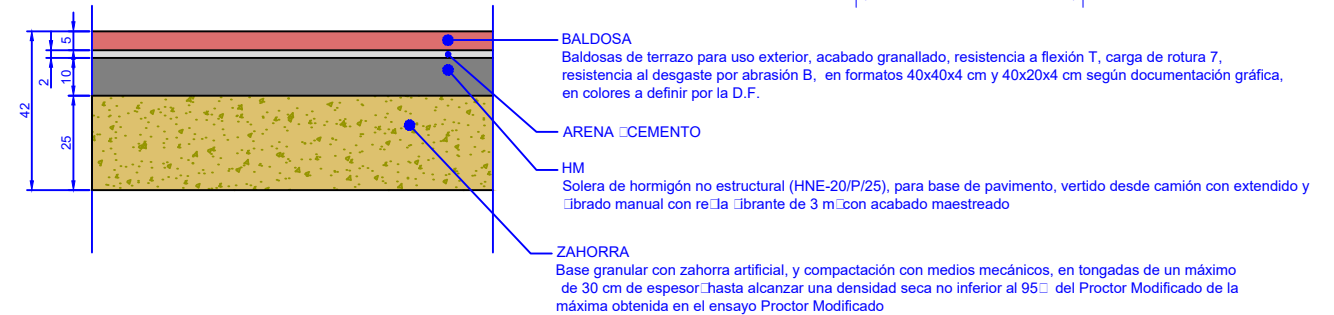 5
2
10
42
25
BALDOSA
Baldosas de terrazo para uso exterior, acabado granallado, resistencia a flexión T, carga de rotura 7,
resistencia al desgaste por abrasión B, en formatos 40x40x4 cm y 40x20x4 cm según documentación gráfica,
en colores a definir por la D.F.
ARENA □CEMENTO
HM
Solera de hormigón no estructural (HNE-20/P/25), para base de pavimento, vertido desde camión con extendido y
□ibrado manual con re□la □ibrante de 3 m□con acabado maestreado
ZAHORRA
Base granular con zahorra artificial, y compactación con medios mecánicos, en tongadas de un máximo
de 30 cm de espesor□hasta alcanzar una densidad seca no inferior al 95□ del Proctor Modificado de la
máxima obtenida en el ensayo Proctor Modificado